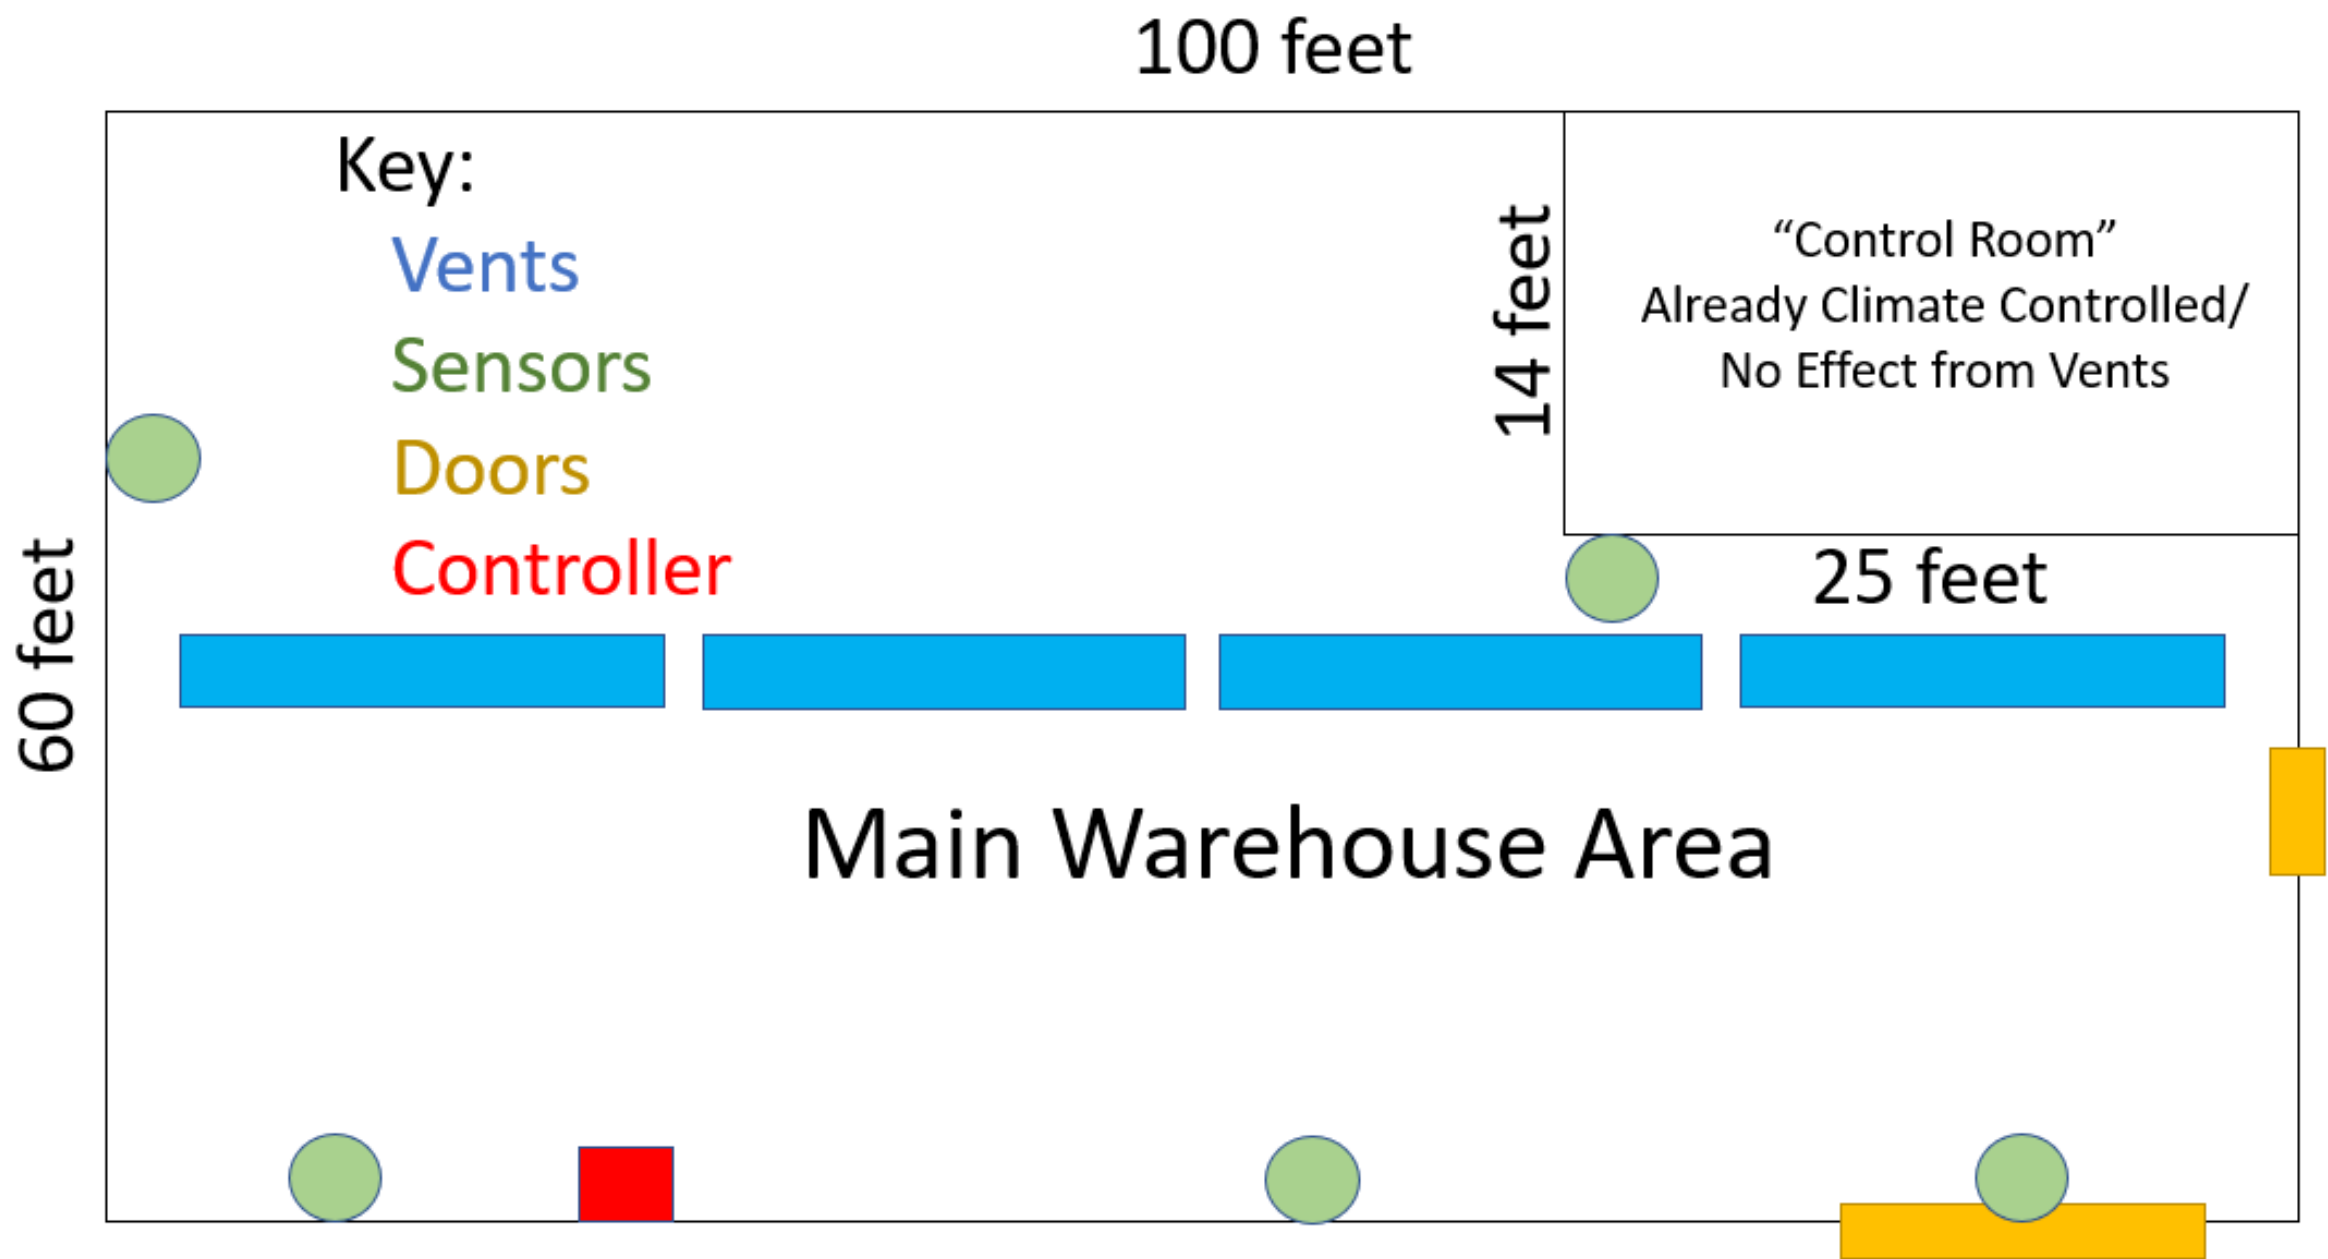 100 feet
Key:
Vents
Sensors
Doors
Controller
14 feet
“Control Room”
Already Climate Controlled/
No Effect from Vents
25 feet
60 feet
Main Warehouse Area